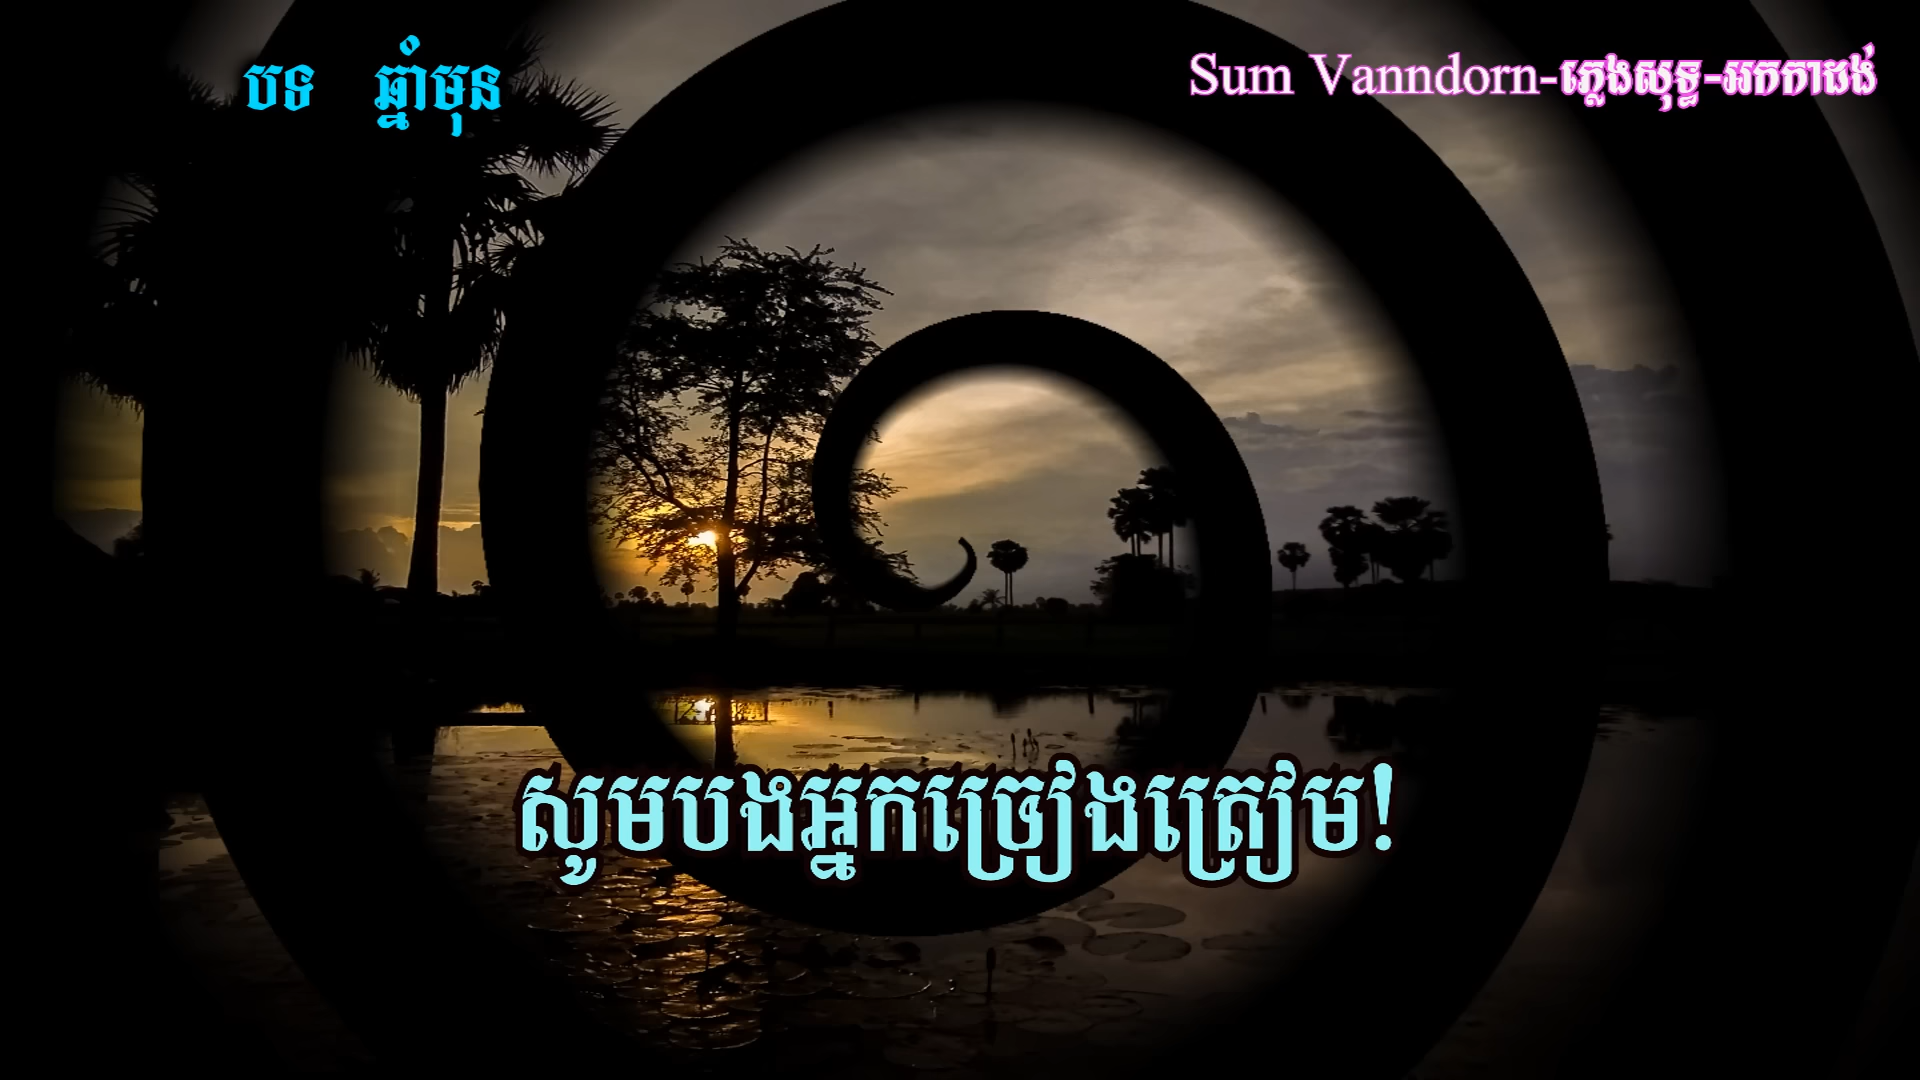 បទ ឆ្នាំមុន
Sum Vanndorn-ភ្លេងសុទ្ធ-អកកាដង់
សូមបងអ្នកច្រៀងត្រៀម!